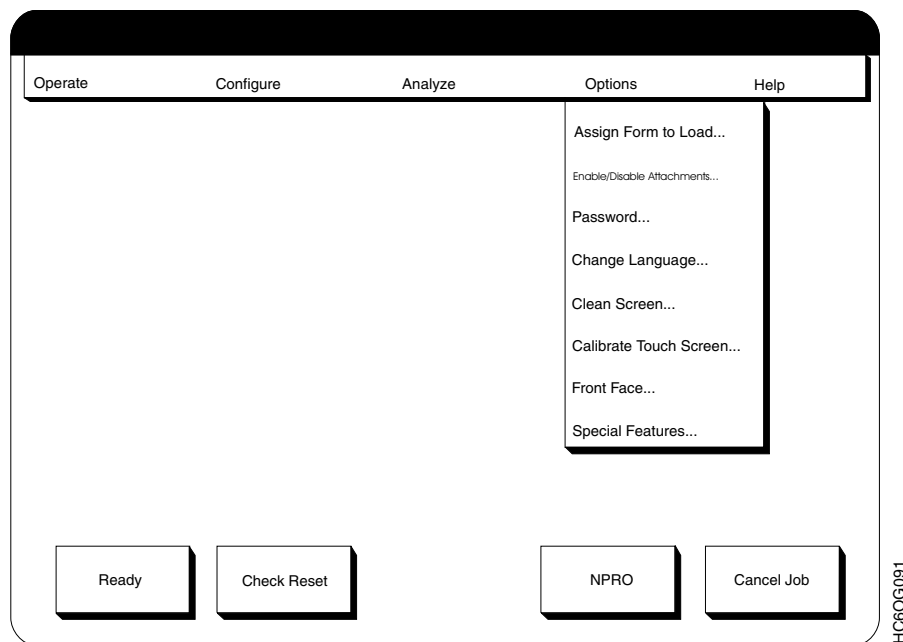 Operate Configure Analyze Options Help
Assign Form to Load...
Enable/Disable Attachments...
Password...
Change Language...
Clean Screen...
Calibrate Touch Screen...
Front Face...
Special Features...
Ready Check Reset NPRO Cancel Job
HC6OG091